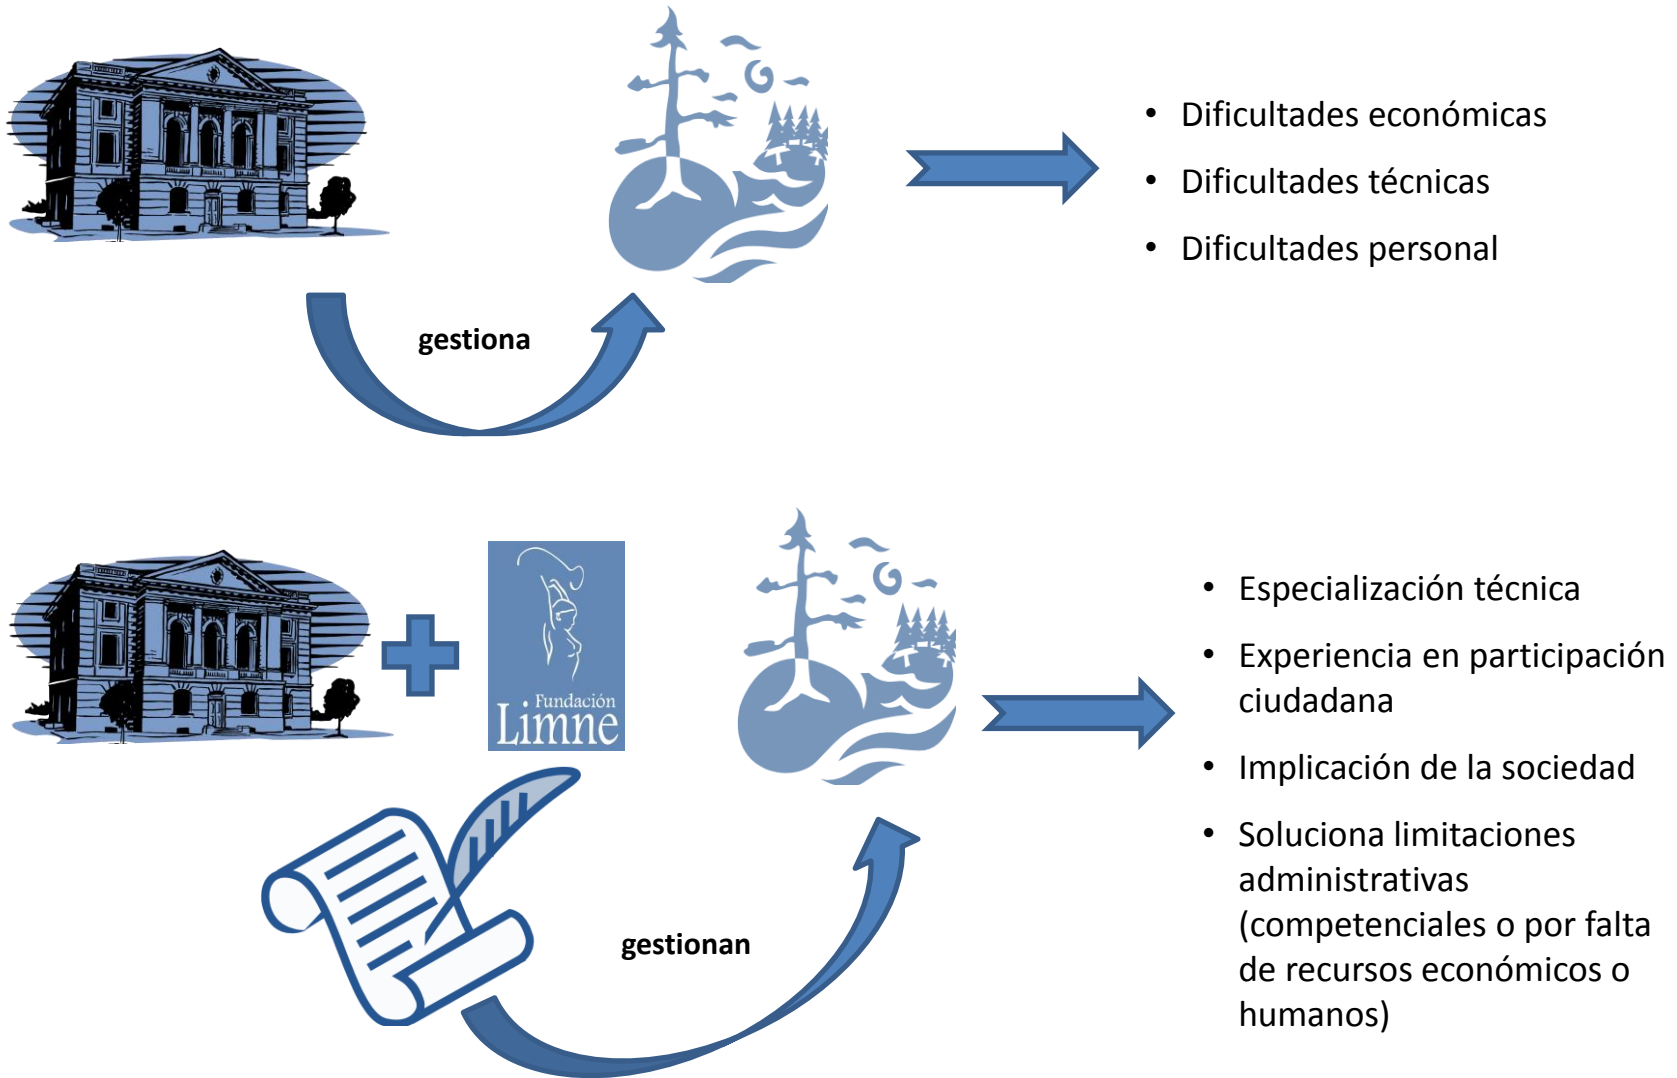 • Dificultades económicas
• Dificultades técnicas
• Dificultades personal
gestiona
Fundación
Limne
• Especialización técnica
• Experiencia en participación
ciudadana
• Implicación de la sociedad
• Soluciona limitaciones
administrativas
(competenciales o por falta
de recursos económicos o
humanos)
gestionan